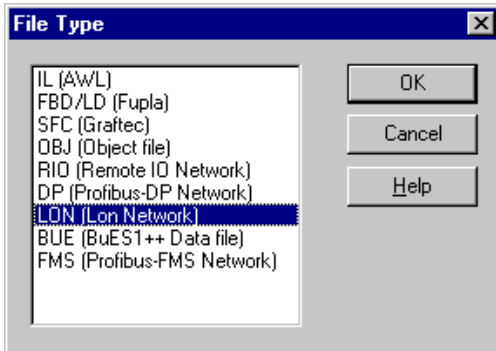 File Type
IL (AWL)
FBD/LD (Fupla)
SFC (Graftec)
OBJ (Object file)
RIO (Remote IO Network)
DP (Profibus-DP Network)
LON (Lon Network)
BUE (BuES1++ Data file)
FMS (Profibus-FMS Network)
OK
Cancel
Help